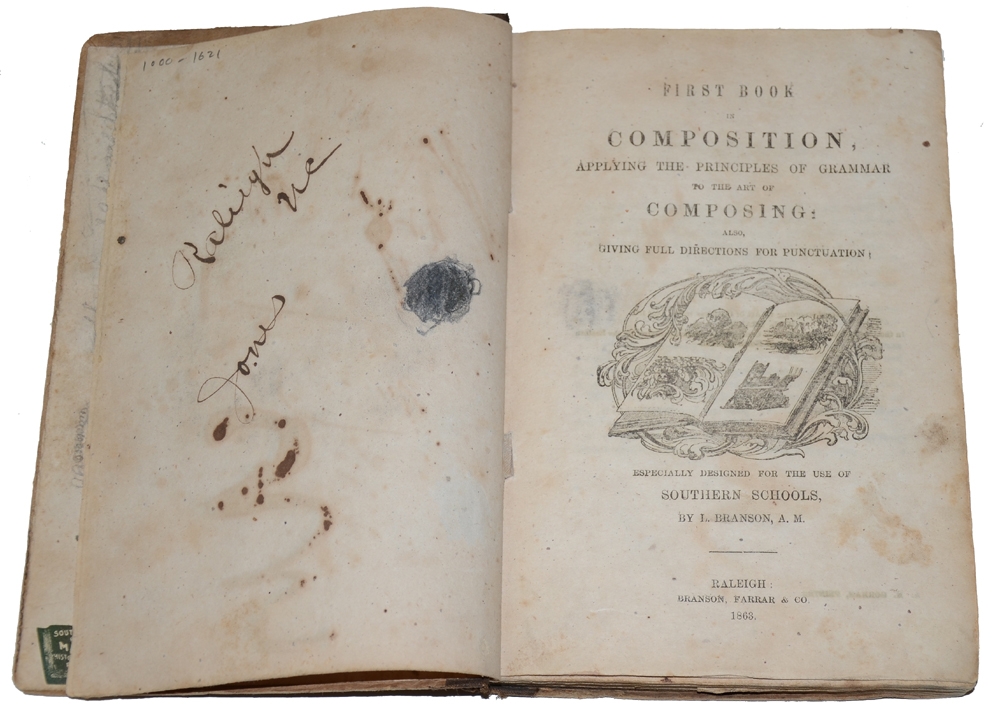 1000-1621
Raleigh
NC
Jones
SOUT
M
HISTO
FIRST BOOK
IN
COMPOSITION,
APPLYING THE PRINCIPLES OF GRAMMAR
TO THE ART OF
COMPOSING:
ALSO,
GIVING FULL DIRECTIONS FOR PUNCTUATION;
ESPECIALLY DESIGNED FOR THE USE OF
SOUTHERN SCHOOLS,
BY L. BRANSON, A. M.
RALEIGH:
BRANSON, FARRAR & CO.
1863.